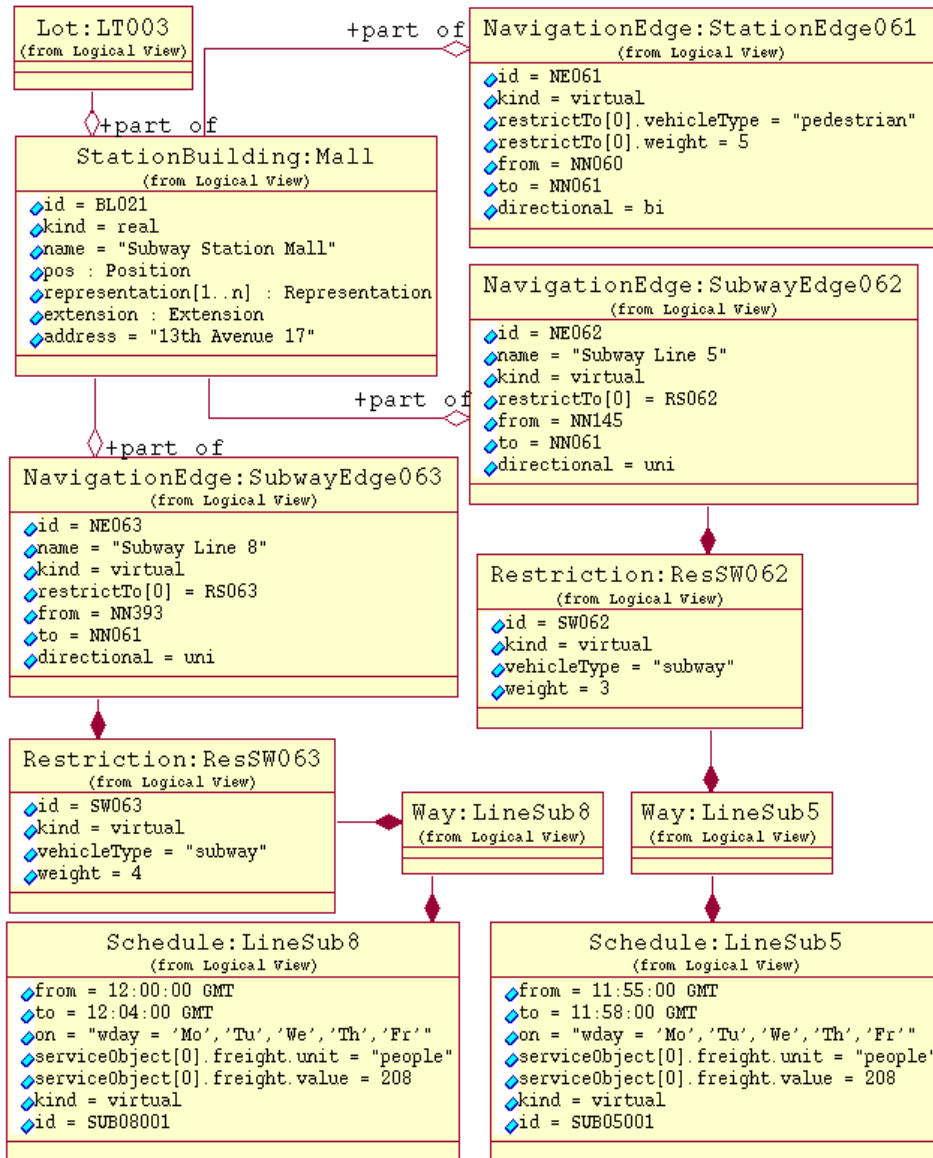 Lot:LT003
(from Logical View)
+part of
StationBuilding:Mall
(from Logical View)
id = BL021
kind = real
name = "Subway Station Mall"
pos : Position
representation[1..n] : Representation
extension : Extension
address = "13th Avenue 17"
+part of
NavigationEdge:StationEdge061
(from Logical View)
id = NE061
kind = virtual
restrictTo[0].vehicleType = "pedestrian"
restrictTo[0].weight = 5
from = NN060
to = NN061
directional = bi
+part of
NavigationEdge:SubwayEdge062
(from Logical View)
id = NE062
name = "Subway Line 5"
kind = virtual
restrictTo[0] = RS062
from = NN145
to = NN061
directional = uni
+part of
NavigationEdge:SubwayEdge063
(from Logical View)
id = NE063
name = "Subway Line 8"
kind = virtual
restrictTo[0] = RS063
from = NN393
to = NN061
directional = uni
Restriction:ResSW062
(from Logical View)
id = SW062
kind = virtual
vehicleType = "subway"
weight = 3
Restriction:ResSW063
(from Logical View)
id = SW063
kind = virtual
vehicleType = "subway"
weight = 4
Way:LineSub8
(from Logical View)
Way:LineSub5
(from Logical View)
Schedule:LineSub8
(from Logical View)
from = 12:00:00 GMT
to = 12:04:00 GMT
on = "wday = 'Mo','Tu','We','Th','Fr'"
serviceObject[0].freight.unit = "people"
serviceObject[0].freight.value = 208
kind = virtual
id = SUB08001
Schedule:LineSub5
(from Logical View)
from = 11:55:00 GMT
to = 11:58:00 GMT
on = "wday = 'Mo','Tu','We','Th','Fr'"
serviceObject[0].freight.unit = "people"
serviceObject[0].freight.value = 208
kind = virtual
id = SUB05001